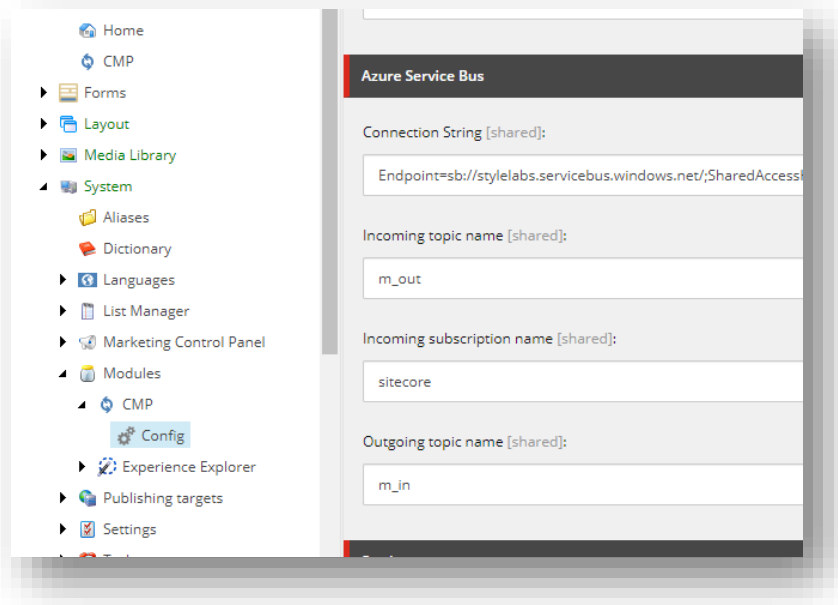 Home
CMP
Forms
Layout
Media Library
System
Aliases
Dictionary
Languages
List Manager
Marketing Control Panel
Modules
CMP
Config
Experience Explorer
Publishing targets
Settings
Azure Service Bus
Connection String [shared]:
Endpoint=sb://stylelabs.servicebus.windows.net/;SharedAccess
Incoming topic name [shared]:
m_out
Incoming subscription name [shared]:
sitecore
Outgoing topic name [shared]:
m_in